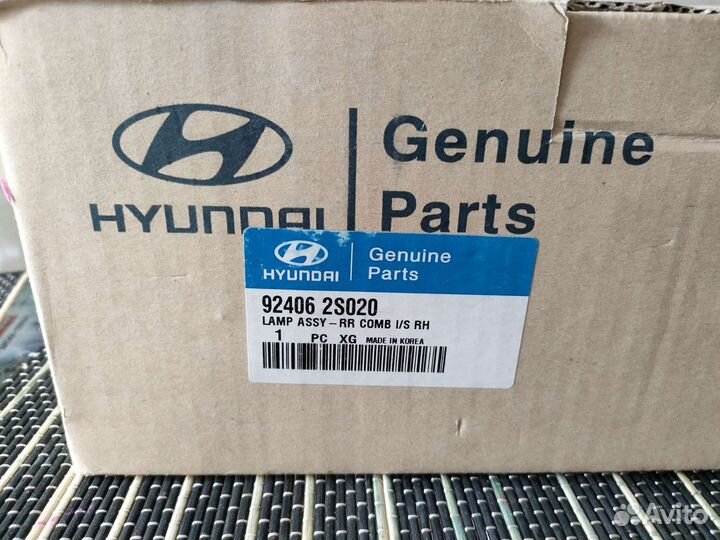 HYUNDAI
Genuine
Parts
HYUNDAI
Genuine
Parts
92406 2S020
LAMP ASSY-RR COMB I/S RH
1 PC XG MADE IN KOREA
Avito